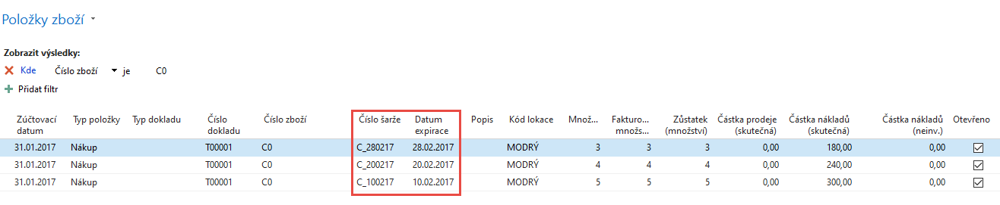 Položky zboží
Zobrazit výsledky:
Kde Číslo zboží je C0
Přidat filtr
Zúčtovací datum Typ položky Typ dokladu Číslo dokladu Číslo zboží Číslo šarže Datum expirace Popis Kód lokace Množ... Fakturo... množs... Zůstatek (množství) Částka prodeje (skutečná) Částka nákladů (skutečná) Částka nákladů (neinv.) Otevřeno
31.01.2017 Nákup T00001 C0 C_280217 28.02.2017 MODRÝ 3 3 3 0,00 180,00 0,00
31.01.2017 Nákup T00001 C0 C_200217 20.02.2017 MODRÝ 4 4 4 0,00 240,00 0,00
31.01.2017 Nákup T00001 C0 C_100217 10.02.2017 MODRÝ 5 5 5 0,00 300,00 0,00